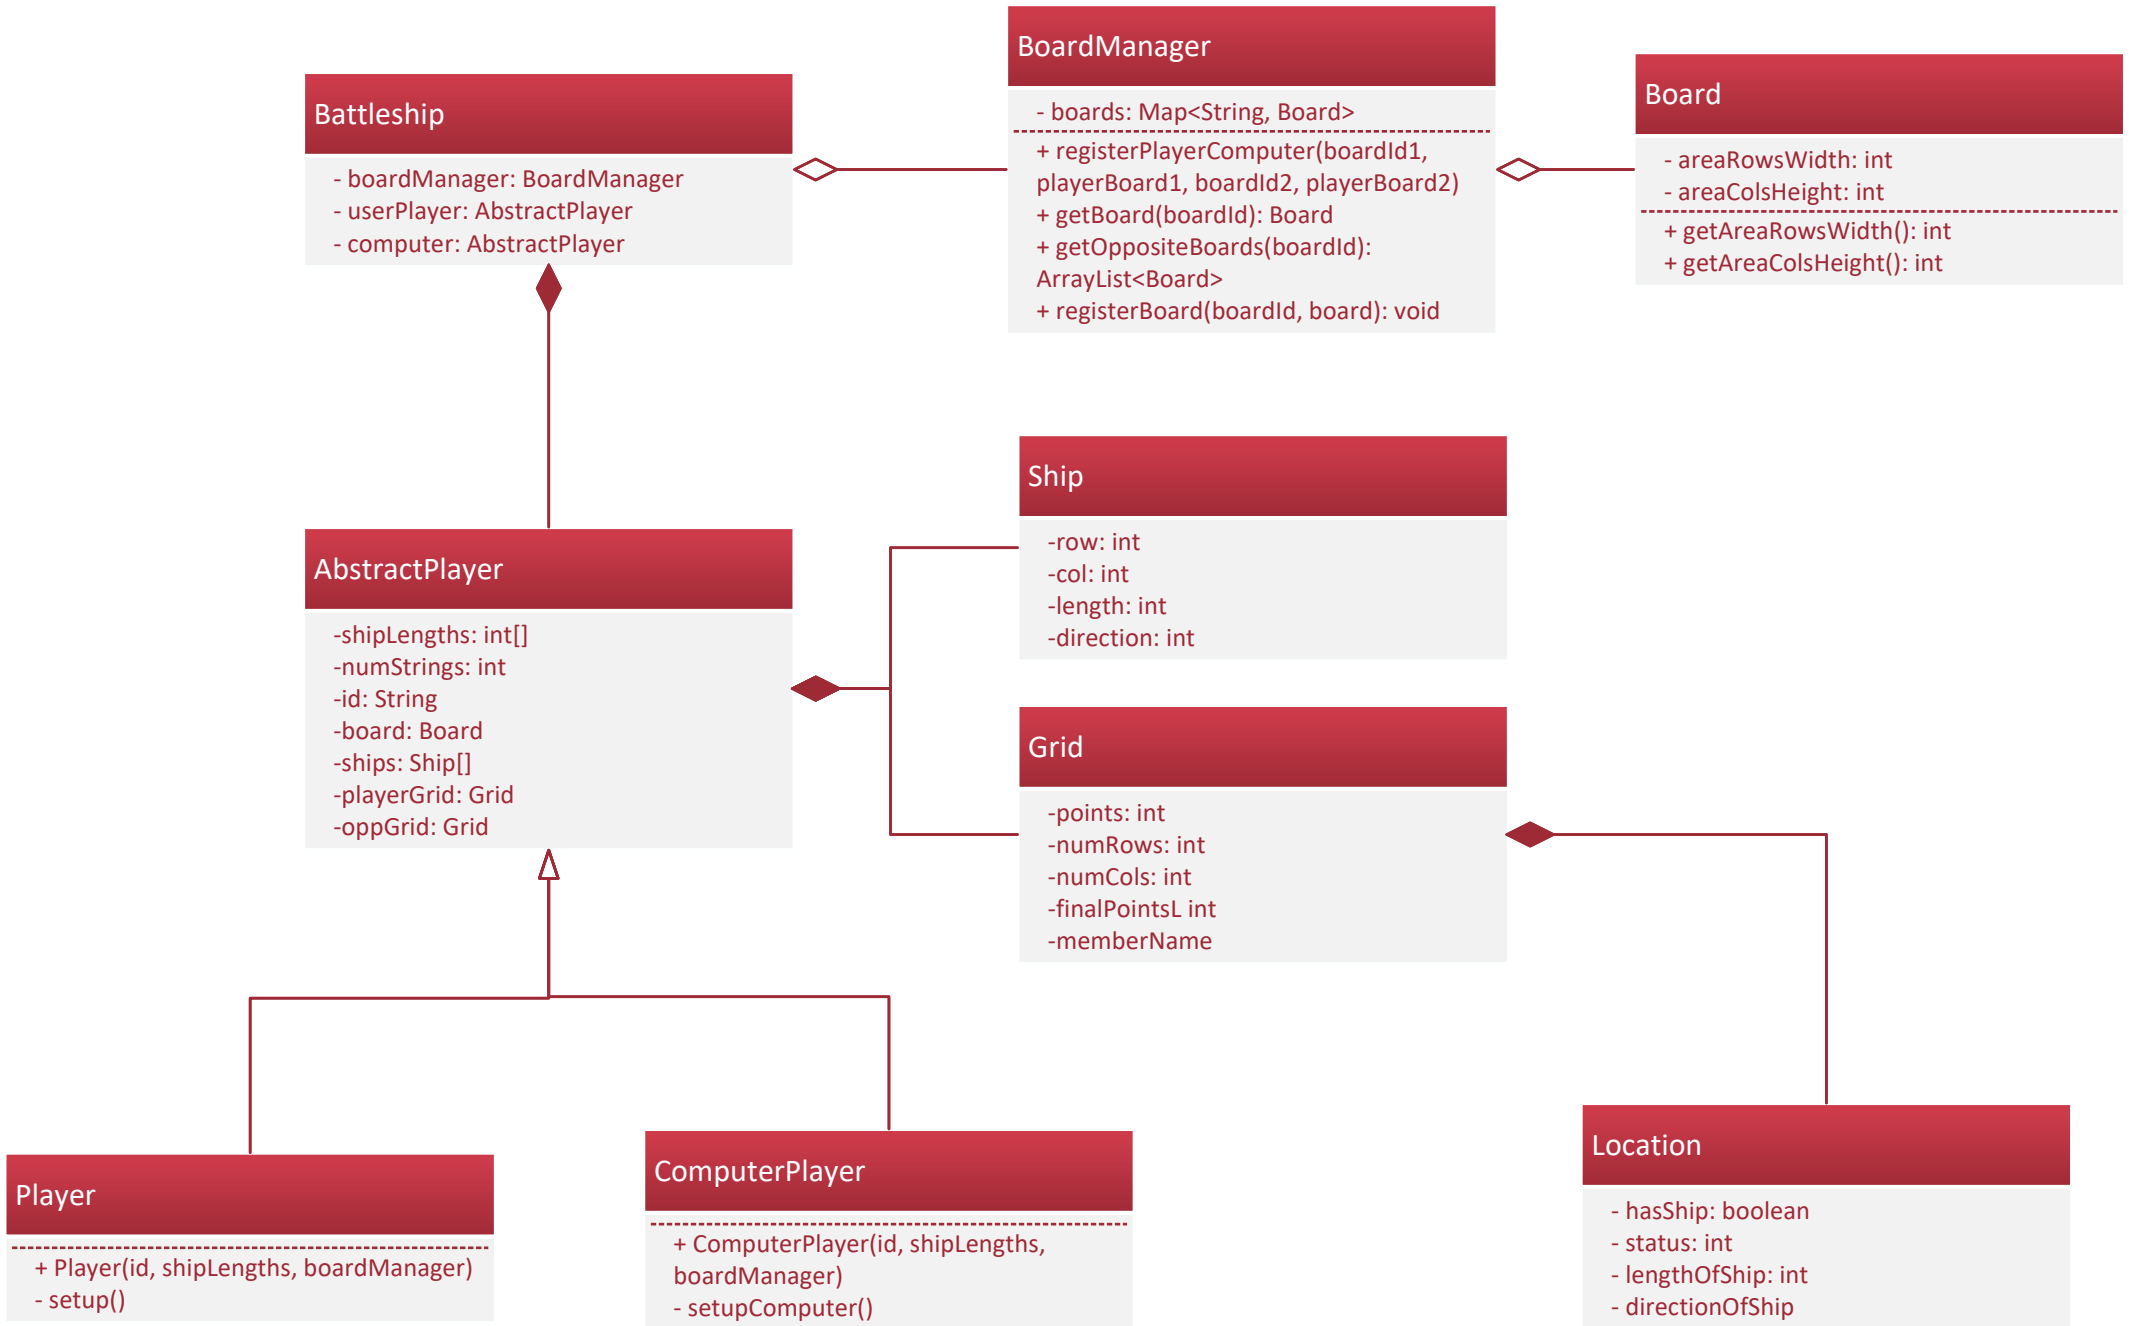 Battleship
- boardManager: BoardManager
- userPlayer: AbstractPlayer
- computer: AbstractPlayer
BoardManager
- boards: Map<String, Board>
+ registerPlayerComputer(boardId1,
playerBoard1, boardId2, playerBoard2)
+ getBoard(boardId): Board
+ getOppositeBoards(boardId):
ArrayList<Board>
+ registerBoard(boardId, board): void
Board
- areaRowsWidth: int
- areaColsHeight: int
+ getAreaRowsWidth(): int
+ getAreaColsHeight(): int
AbstractPlayer
-shipLengths: int[]
-numStrings: int
-id: String
-board: Board
-ships: Ship[]
-playerGrid: Grid
-oppGrid: Grid
Ship
-row: int
-col: int
-length: int
-direction: int
Grid
-points: int
-numRows: int
-numCols: int
-finalPointsL int
-memberName
Player
+ Player(id, shipLengths, boardManager)
- setup()
ComputerPlayer
+ ComputerPlayer(id, shipLengths,
boardManager)
- setupComputer()
Location
- hasShip: boolean
- status: int
- lengthOfShip: int
- directionOfShip